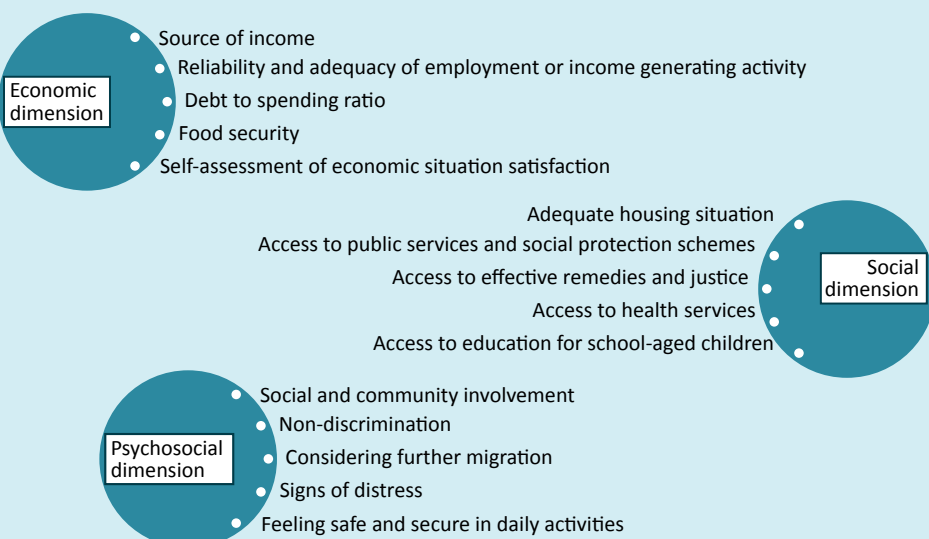 Economic
dimension
Source of income
Reliability and adequacy of employment or income generating activity
Debt to spending ratio
Food security
Self-assessment of economic situation satisfaction
Social
dimension
Adequate housing situation
Access to public services and social protection schemes
Access to effective remedies and justice
Access to health services
Access to education for school-aged children
Psychosocial
dimension
Social and community involvement
Non-discrimination
Considering further migration
Signs of distress
Feeling safe and secure in daily activities